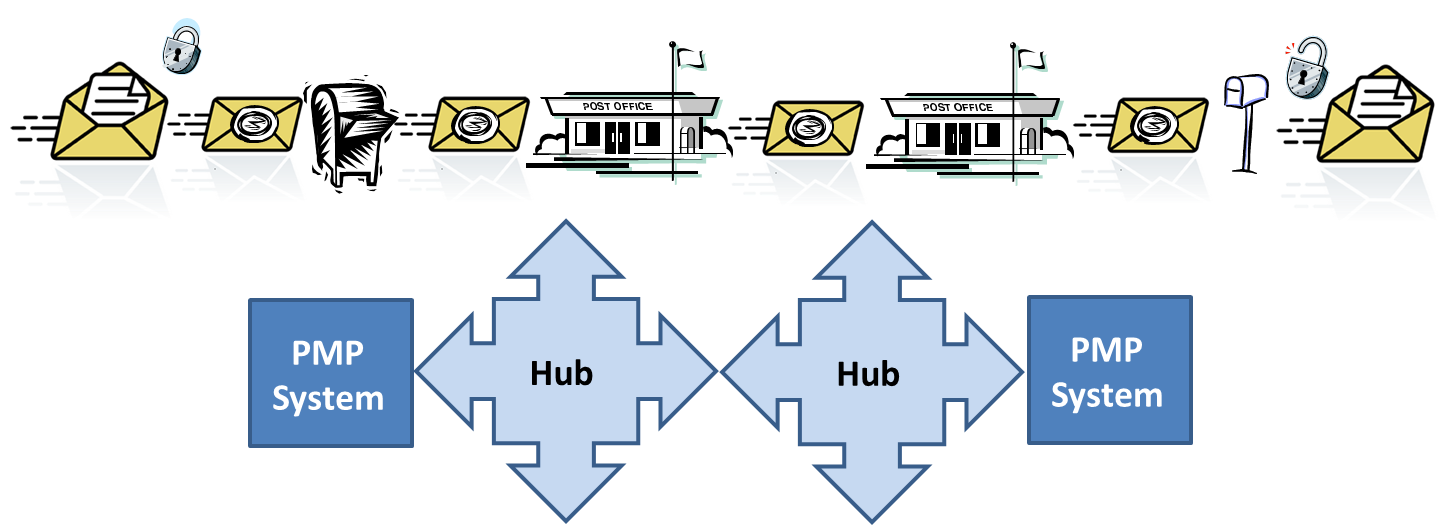 POST OFFICE
POST OFFICE
PMP
System
Hub
Hub
PMP
System